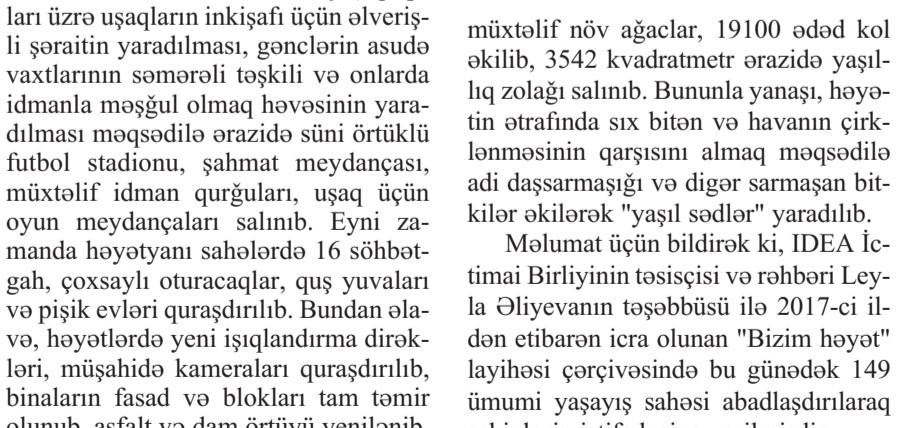 ları üzrə uşaqların inkişafı üçün əlveriş-
li şəraitin yaradılması, gənclərin asudə
vaxtlarının səmərəli təşkili və onlarda
idmanla məşğul olmaq həvəsinin yara-
dılması məqsədilə ərazidə süni örtüklü
futbol stadionu, şahmat meydançası,
müxtəlif idman qurğuları, uşaq üçün
oyun meydançaları salınıb. Eyni za-
manda həyətyanı sahələrdə 16 söhbət-
gah, çoxsaylı oturacaqlar, quş yuvaları
və pişik evləri quraşdırılıb. Bundan əla-
və, həyətlərdə yeni işıqlandırma dirək-
ləri, müşahidə kameraları quraşdırılıb,
binaların fasad və blokları tam təmir
olunub, asfalt və dam örtüyü yenilənib.
müxtəlif növ ağaclar, 19100 ədəd kol
əkilib, 3542 kvadratmetr ərazidə yaşıl-
lıq zolağı salınıb. Bununla yanaşı, həyə-
tin ətrafında sıx bitən və havanın çirk-
lənməsinin qarşısını almaq məqsədilə
adi daşsarmaşığı və digər sarmaşan bit-
kilər əkilərək "yaşıl sədlər" yaradılıb.
Məlumat üçün bildirək ki, IDEA İc-
timai Birliyinin təsisçisi və rəhbəri Ley-
la Əliyevanın təşəbbüsü ilə 2017-ci il-
dən etibarən icra olunan "Bizim həyət"
layihəsi çərçivəsində bu günədək 149
ümumi yaşayış sahəsi abadlaşdırılaraq